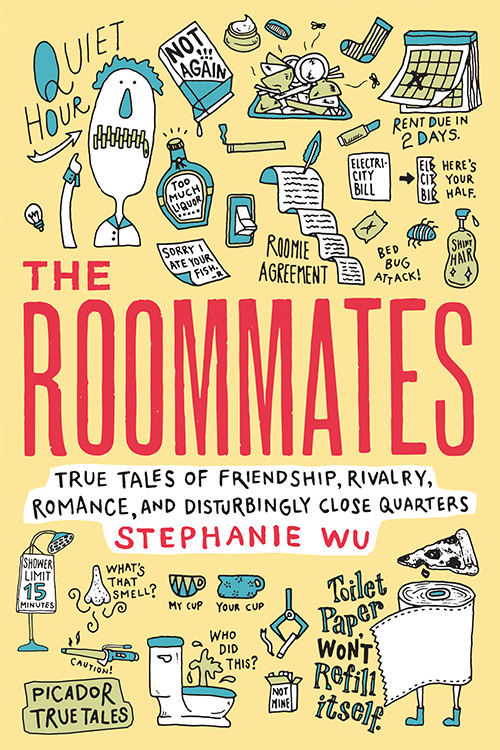 QUIET
HOUR
NOT!!!
AGAIN
RENT DUE IN
2 DAYS.
ELECTRI-
CITY
BILL
ELE
CIT
BIL
HERE'S
YOUR
HALF.
TOO
MUCH
LIQUOR
SORRY I
ATE YOUR
FISH.
ROOMIE
AGREEMENT
BED
BUG
ATTACK!
SHINY
HAIR
THE
ROOMMATES
TRUE TALES OF FRIENDSHIP, RIVALRY,
ROMANCE, AND DISTURBINGLY CLOSE QUARTERS
STEPHANIE WU
SHOWER
LIMIT
15
MINUTES
WHAT'S
THAT
SMELL?
MY CUP
YOUR CUP
CAUTION!
WHO
DID
THIS?
NOT
MINE
Toilet
Paper
WON'T
Refill
itself.
PICADOR
TRUE TALES